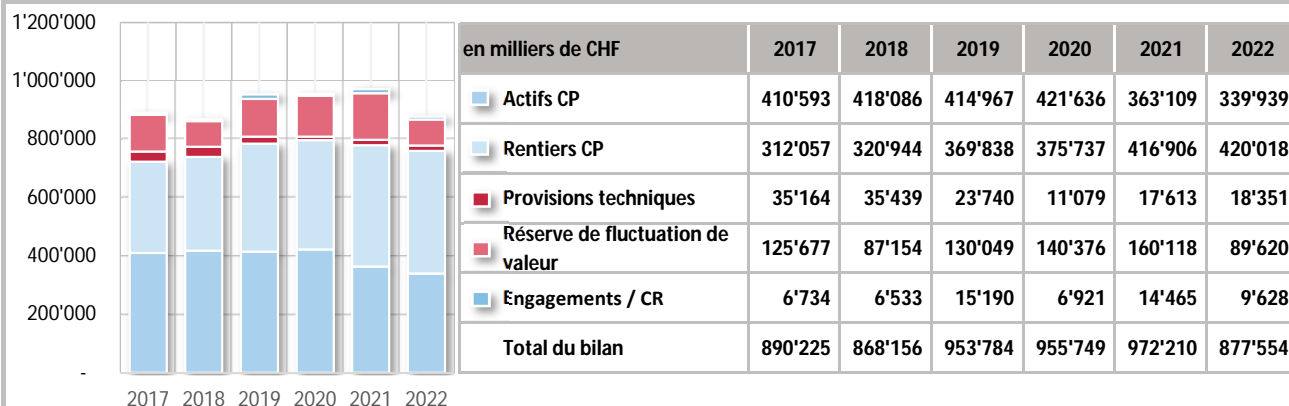 1'200'000
1'000'000
800'000
600'000
400'000
200'000
-
2017 2018 2019 2020 2021 2022
en milliers de CHF 2017 2018 2019 2020 2021 2022
Actifs CP 410'593 418'086 414'967 421'636 363'109 339'939
Rentiers CP 312'057 320'944 369'838 375'737 416'906 420'018
Provisions techniques 35'164 35'439 23'740 11'079 17'613 18'351
Réserve de fluctuation de
valeur 125'677 87'154 130'049 140'376 160'118 89'620
Engagements / CR 6'734 6'533 15'190 6'921 14'465 9'628
Total du bilan 890'225 868'156 953'784 955'749 972'210 877'554